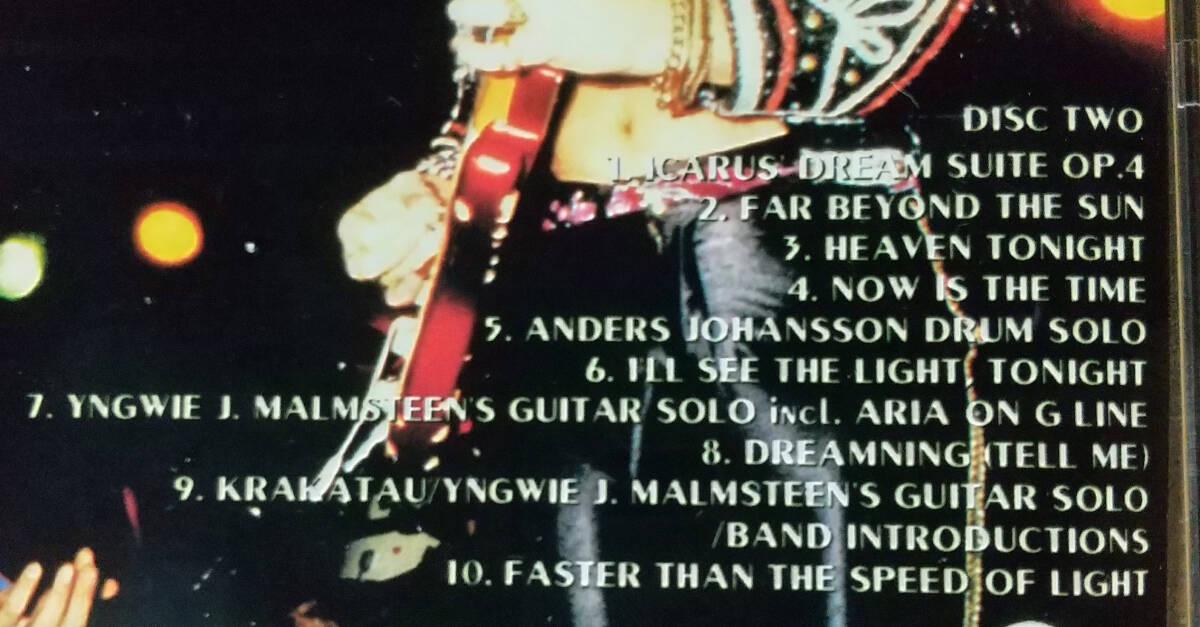 DISC TWO
1. ICARUS' DREAM SUITE OP.4
2. FAR BEYOND THE SUN
3. HEAVEN TONIGHT
4. NOW IS THE TIME
5. ANDERS JOHANSSON DRUM SOLO
6. I'LL SEE THE LIGHT, TONIGHT
7. YNGWIE J. MALMSTEEN'S GUITAR SOLO incl. ARIA ON G LINE
8. DREAMNING (TELL ME)
9. KRAKATAU/YNGWIE J. MALMSTEEN'S GUITAR SOLO
/BAND INTRODUCTIONS
10. FASTER THAN THE SPEED OF LIGHT